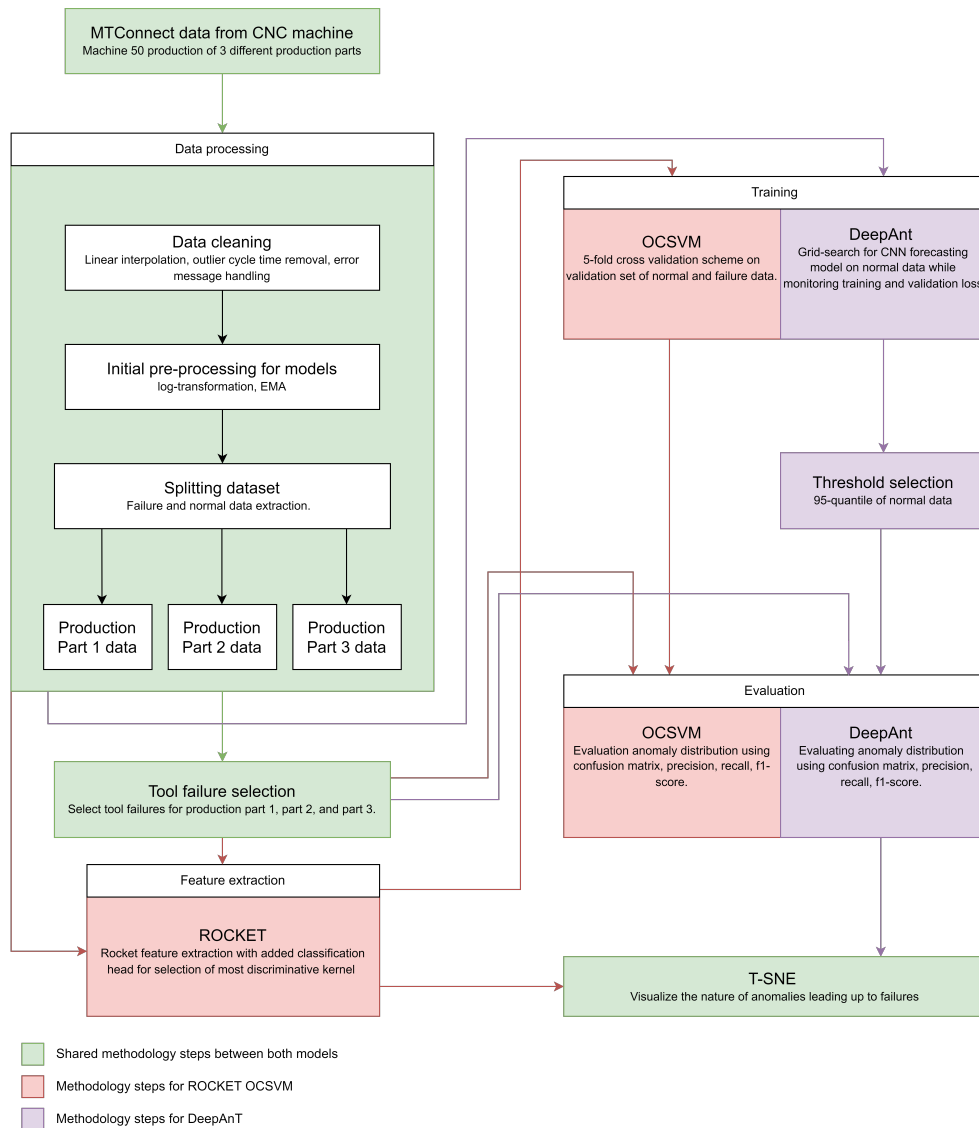 MTConnect data from CNC machine
Machine 50 production of 3 different production parts
Data processing
Data cleaning
Linear interpolation, outlier cycle time removal, error
message handling
Initial pre-processing for models
log-transformation, EMA
Splitting dataset
Failure and normal data extraction.
Production
Part 1 data
Production
Part 2 data
Production
Part 3 data
Tool failure selection
Select tool failures for production part 1, part 2, and part 3.
Feature extraction
ROCKET
Rocket feature extraction with added classification
head for selection of most discriminative kernel
Training
OCSVM
5-fold cross validation scheme on
validation set of normal and failure data.
DeepAnt
Grid-search for CNN forecasting
model on normal data while
monitoring training and validation loss
Threshold selection
95-quantile of normal data
Evaluation
OCSVM
Evaluation anomaly distribution using
confusion matrix, precision, recall, f1-
score.
DeepAnt
Evaluating anomaly distribution
using confusion matrix, precision,
recall, f1-score.
T-SNE
Visualize the nature of anomalies leading up to failures
Shared methodology steps between both models
Methodology steps for ROCKET OCSVM
Methodology steps for DeepAnT